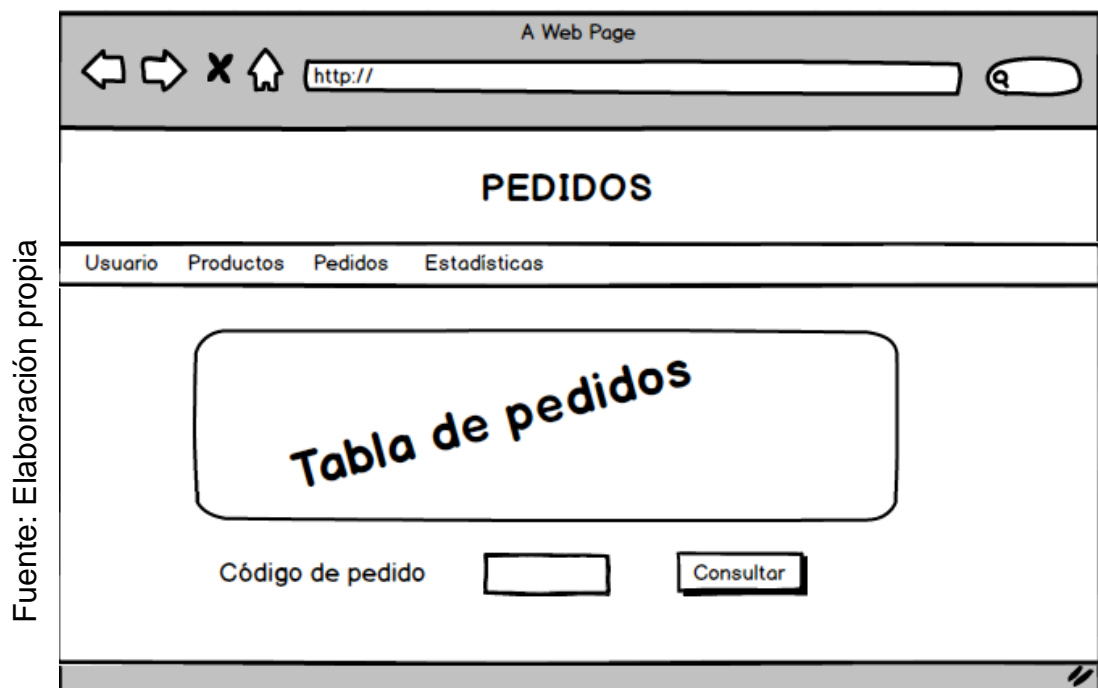 A Web Page
http://
PEDIDOS
Usuario Productos Pedidos Estadísticas
Tabla de pedidos
Código de pedido Consultar
Fuente: Elaboración propia